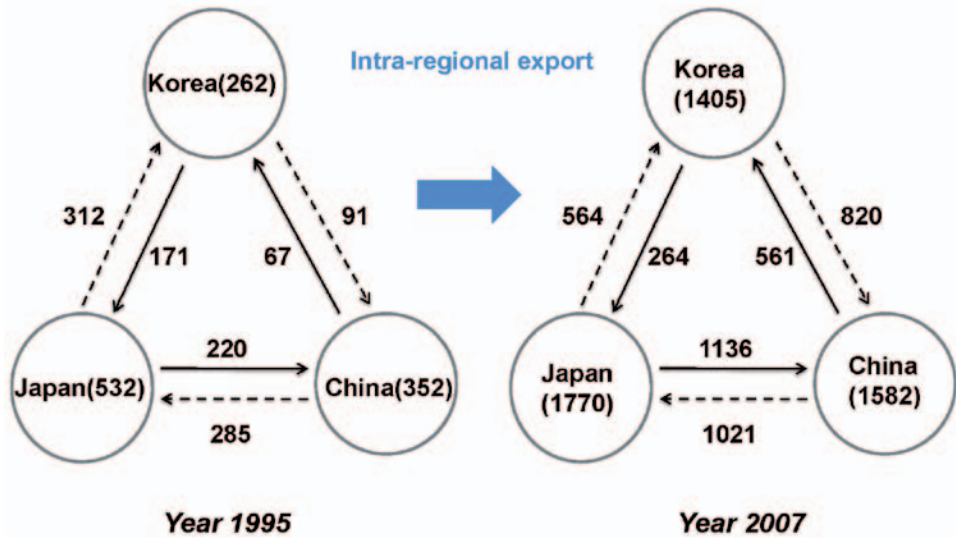 Intra-regional export
Korea(262)
312
171
67
91
Japan(532)
220
285
China(352)
Year 1995
Korea
(1405)
564
264
561
820
Japan
(1770)
1136
1021
China
(1582)
Year 2007